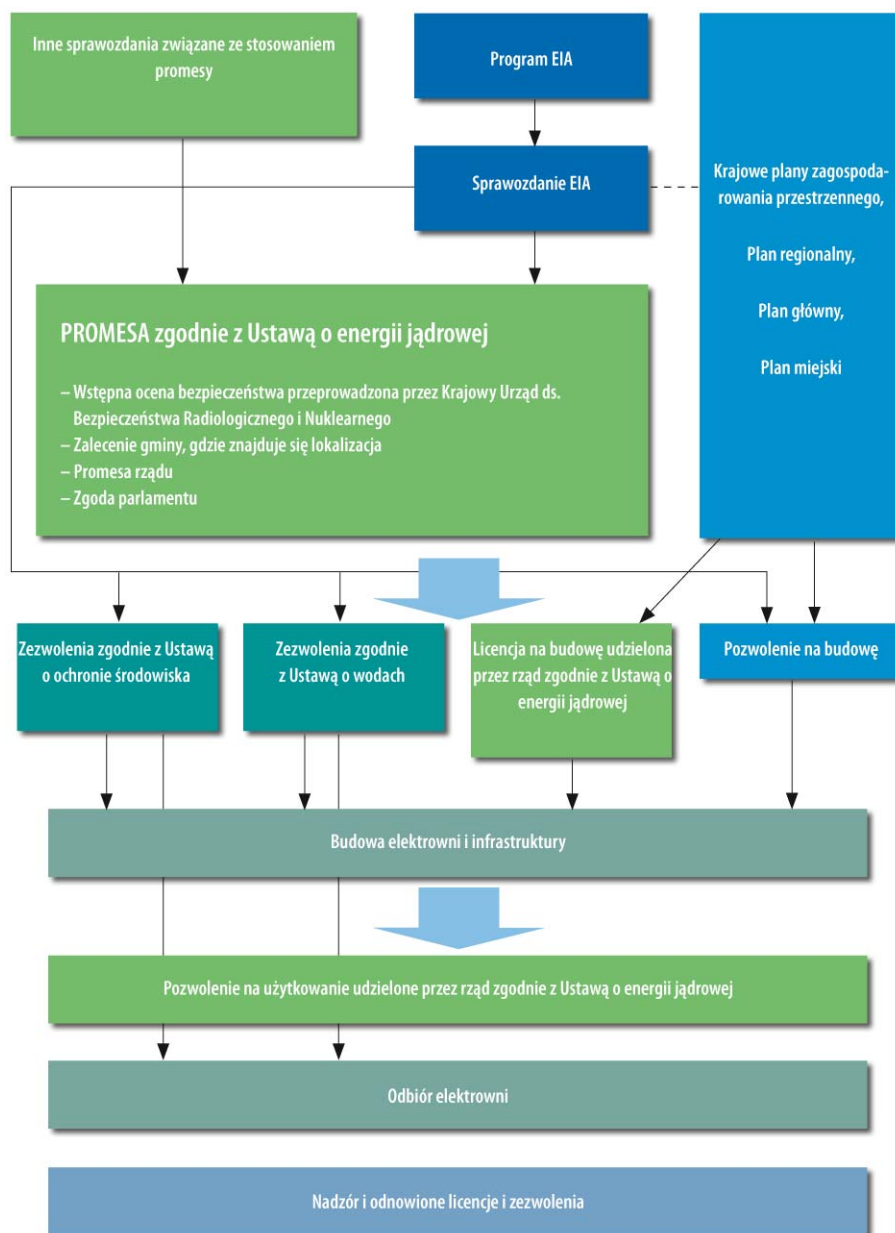 Inne sprawozdania związane ze stosowaniem
promesy
Program EIA
Sprawozdanie EIA
Krajowe plany zagospoda-
rowania przestrzennego,
Plan regionalny,
Plan główny,
Plan miejski
PROMESA zgodnie z Ustawą o energii jądrowej
– Wstępna ocena bezpieczeństwa przeprowadzona przez Krajowy Urząd ds.
Bezpieczeństwa Radiologicznego i Nuklearnego
– Zalecenie gminy, gdzie znajduje się lokalizacja
– Promesa rządu
– Zgoda parlamentu
Zezwolenia zgodnie z Ustawą
o ochronie środowiska
Zezwolenia zgodnie
z Ustawą o wodach
Licencja na budowę udzielona
przez rząd zgodnie z Ustawą o
energii jądrowej
Pozwolenie na budowę
Budowa elektrowni i infrastruktury
Pozwolenie na użytkowanie udzielone przez rząd zgodnie z Ustawą o energii jądrowej
Odbiór elektrowni
Nadzór i odnowione licencje i zezwolenia